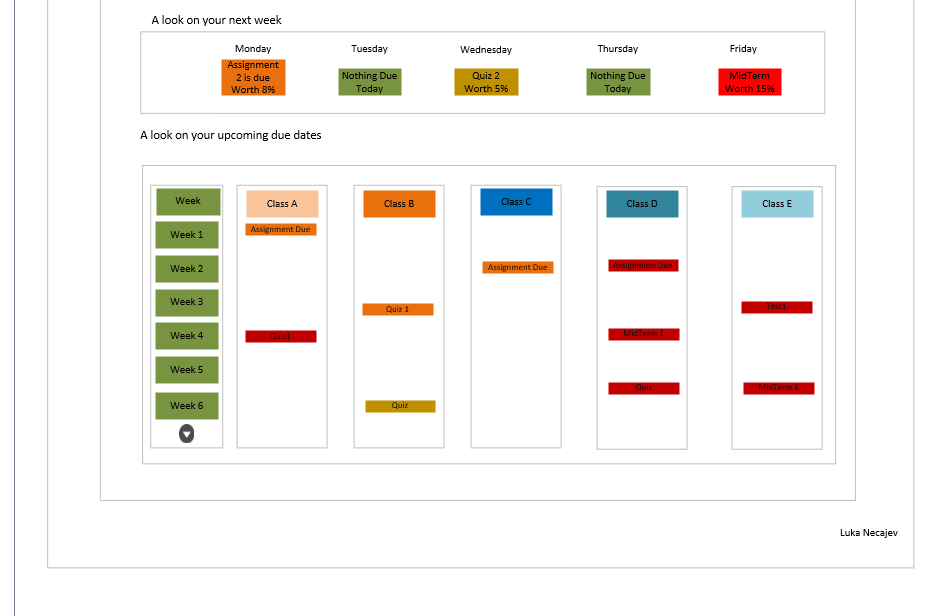 A look on your next week
Monday
Tuesday
Wednesday
Thursday
Friday
Assignment
2 is due
Worth 8%
Nothing Due
Today
Quiz 2
Worth 5%
Nothing Due
Today
MidTerm
Worth 15%
A look on your upcoming due dates
Week
Class A
Class B
Class C
Class D
Class E
Week 1
Assignment Due
Week 2
Assignment Due
Assignment Due
Week 3
Quiz 1
Test1
Week 4
Quiz1
MidTerm 1
Week 5
Quiz
MidTerm 1
Week 6
Quiz
Luka Necajev